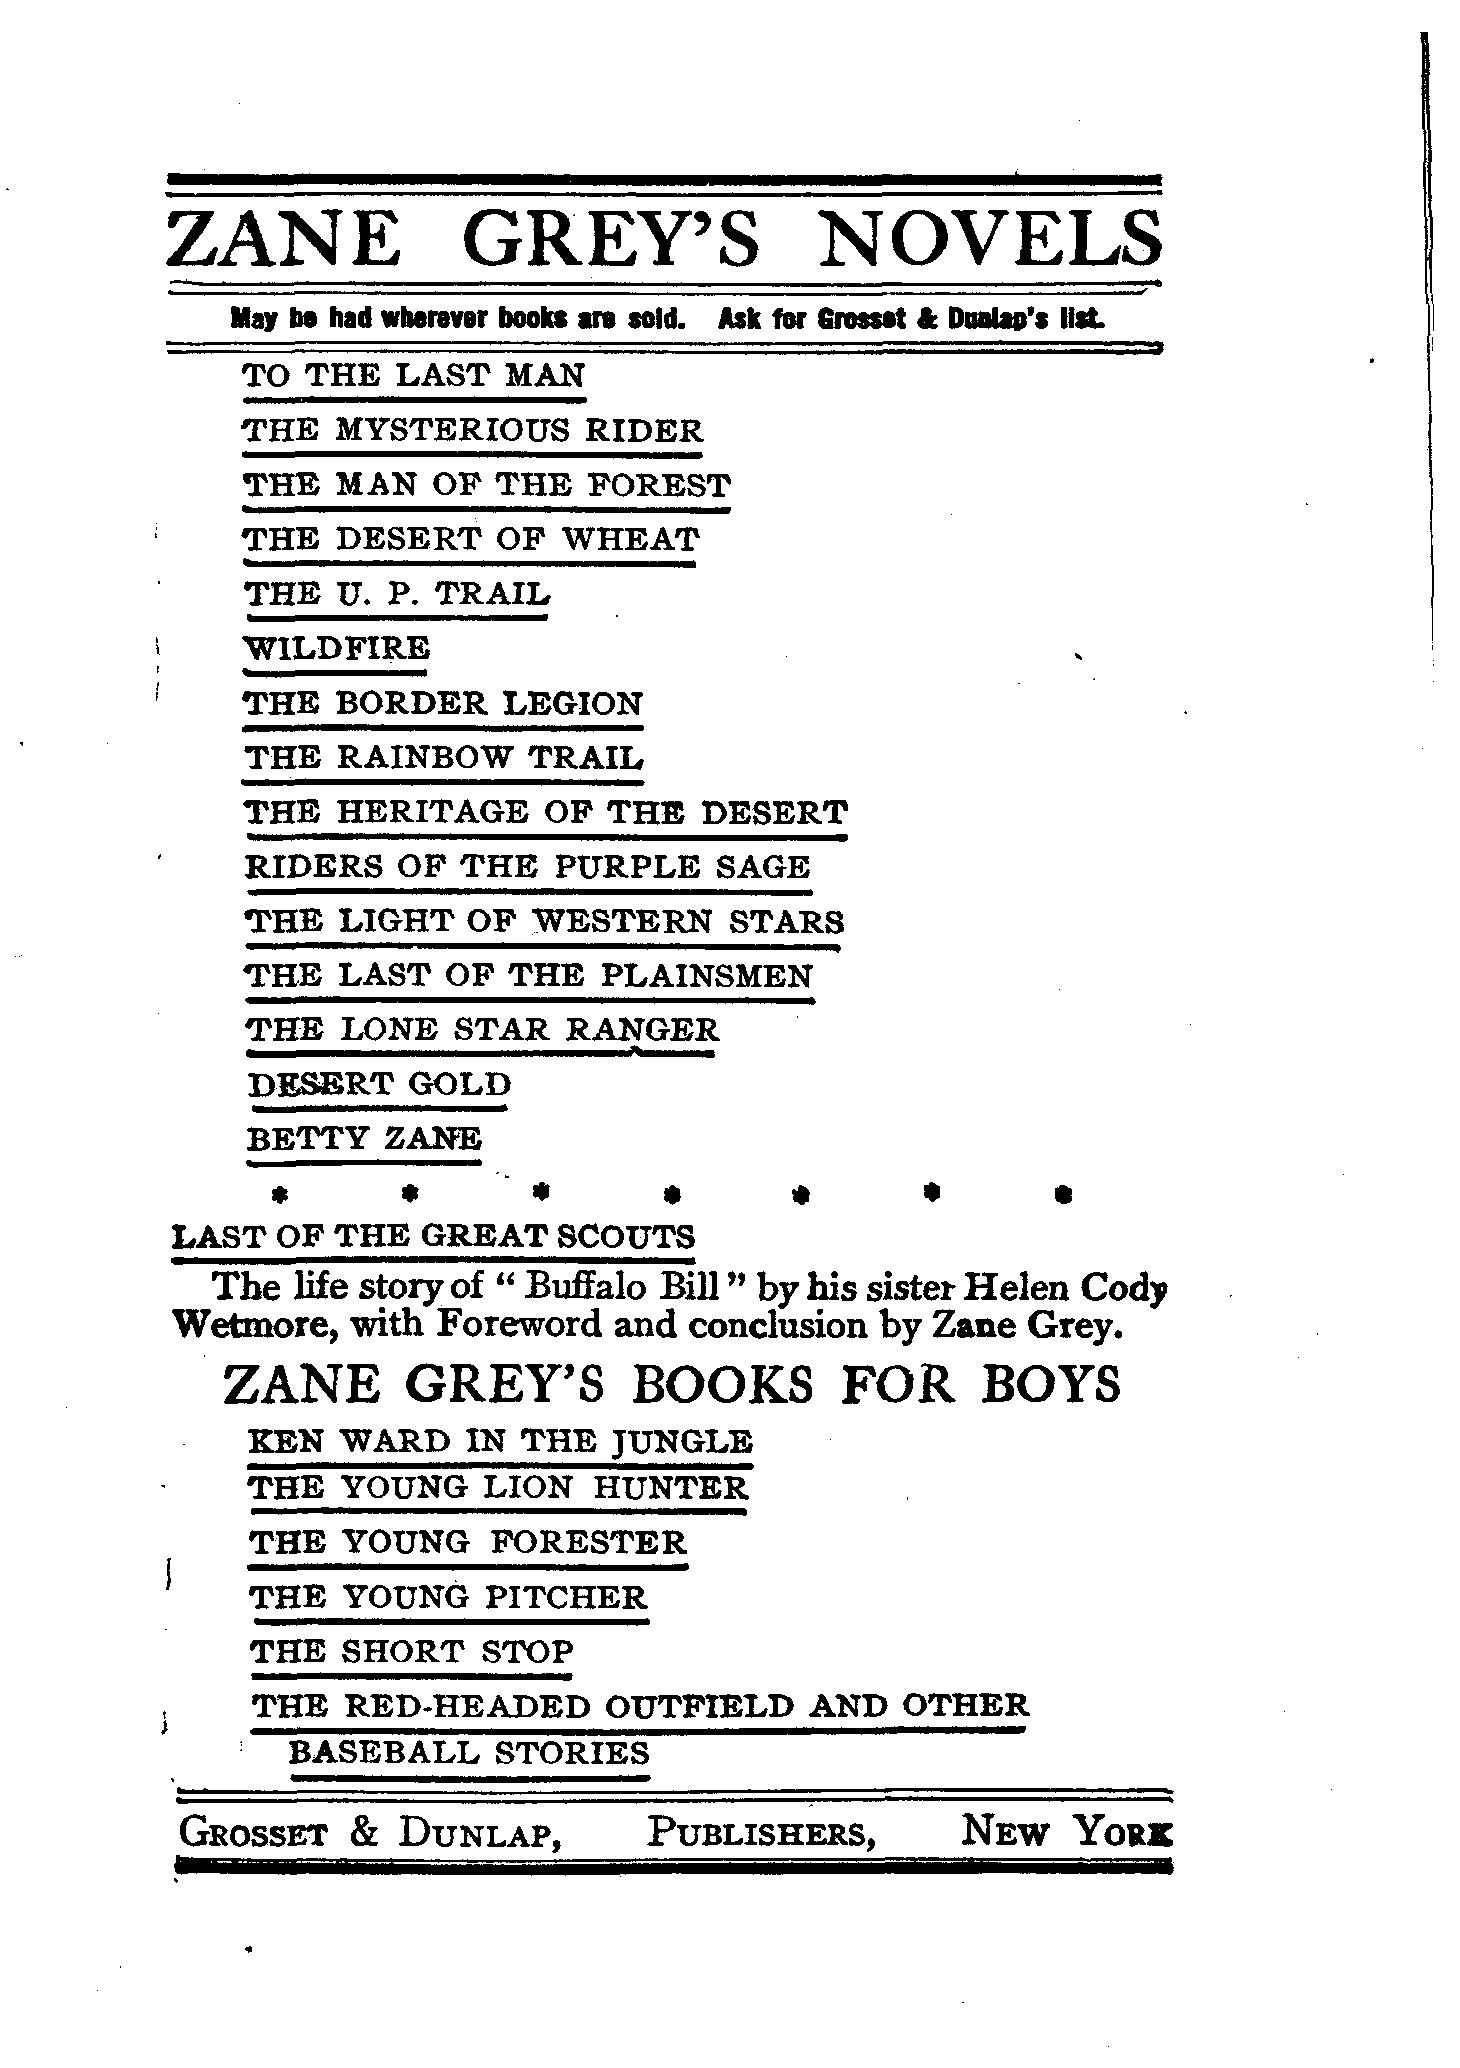 ZANE GREY'S NOVELS
May be had wherever books are sold. Ask for Grosset & Dunlap's list.
TO THE LAST MAN
THE MYSTERIOUS RIDER
THE MAN OF THE FOREST
THE DESERT OF WHEAT
THE U. P. TRAIL
WILDFIRE
THE BORDER LEGION
THE RAINBOW TRAIL
THE HERITAGE OF THE DESERT
RIDERS OF THE PURPLE SAGE
THE LIGHT OF WESTERN STARS
THE LAST OF THE PLAINSMEN
THE LONE STAR RANGER
DESERT GOLD
BETTY ZANE
* * * * * * *
LAST OF THE GREAT SCOUTS
The life story of " Buffalo Bill " by his sister Helen Cody
Wetmore, with Foreword and conclusion by Zane Grey.
ZANE GREY'S BOOKS FOR BOYS
KEN WARD IN THE JUNGLE
THE YOUNG LION HUNTER
THE YOUNG FORESTER
THE YOUNG PITCHER
THE SHORT STOP
THE RED-HEADED OUTFIELD AND OTHER
BASEBALL STORIES
GROSSET & DUNLAP, PUBLISHERS, NEW YORK